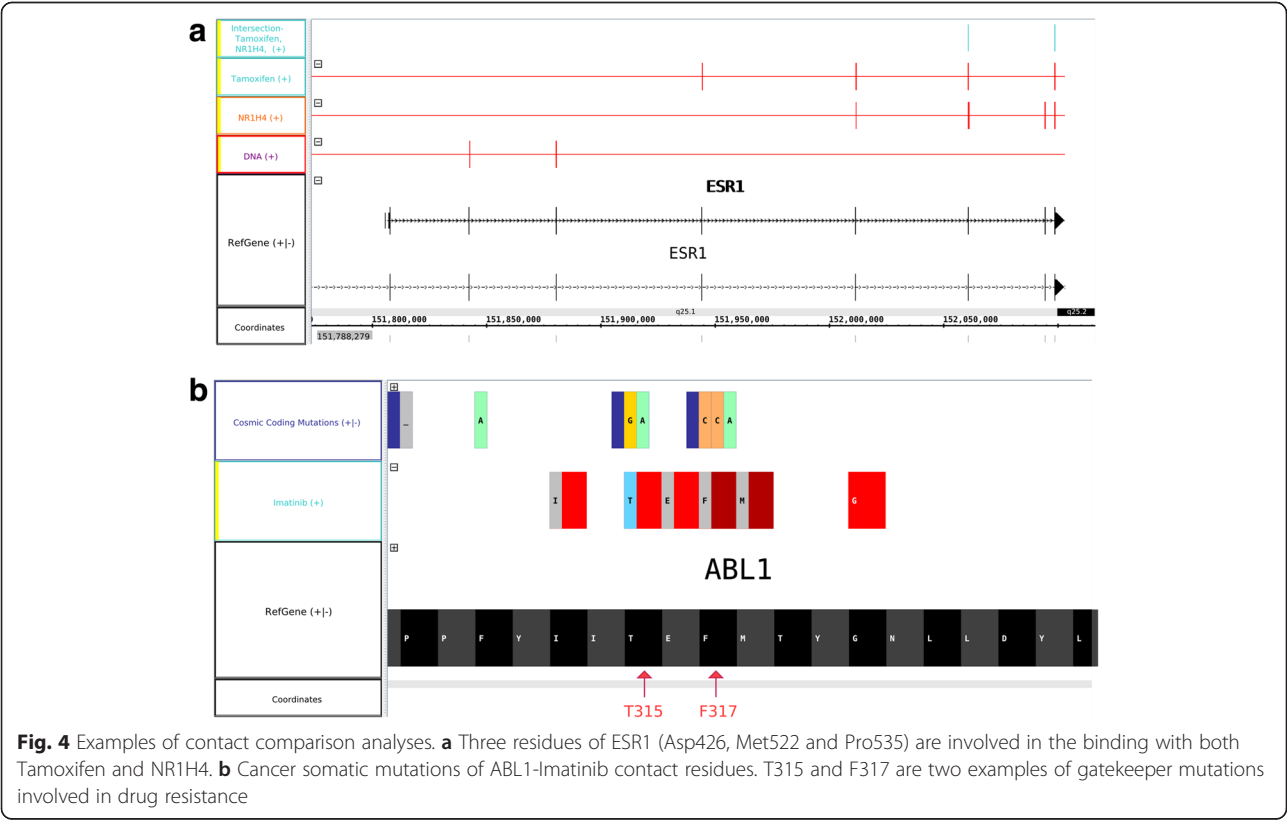 a
Intersection-
Tamoxifen,
NR1H4, (+)
Tamoxifen (+)
NR1H4 (+)
DNA (+)
RefGene (+|-)
ESR1
ESR1
Coordinates
q25.1
q25.2
151,800,000 151,850,000 151,900,000 151,950,000 152,000,000 152,050,000
151,788,279
b
Cosmic Coding Mutations (+|-)
_ A G A C C A
Imatinib (+)
I T E F M G
ABL1
RefGene (+|-)
P P F Y I I T E F M T Y G N L L D Y L
Coordinates
T315 F317
Fig. 4 Examples of contact comparison analyses. a Three residues of ESR1 (Asp426, Met522 and Pro535) are involved in the binding with both
Tamoxifen and NR1H4. b Cancer somatic mutations of ABL1-Imatinib contact residues. T315 and F317 are two examples of gatekeeper mutations
involved in drug resistance